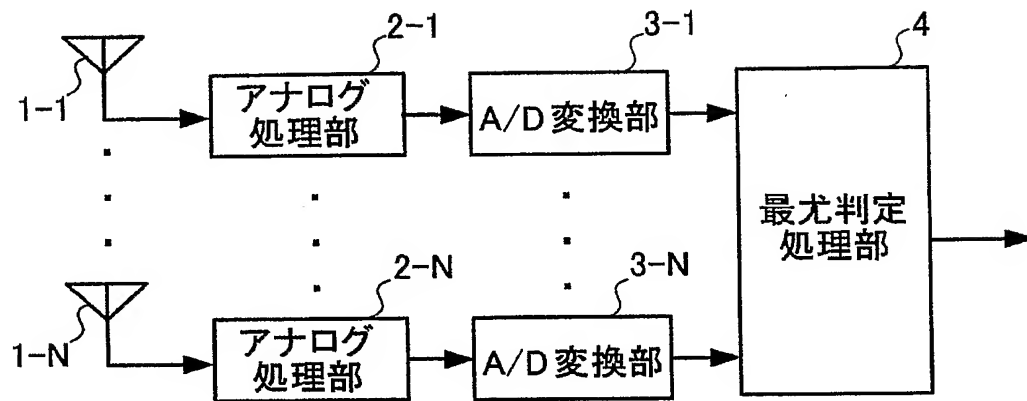 2-1
3-1
4
1-1
アナログ
処理部
A/D変換部
最尤判定
処理部
2-N
3-N
1-N
アナログ
処理部
A/D変換部